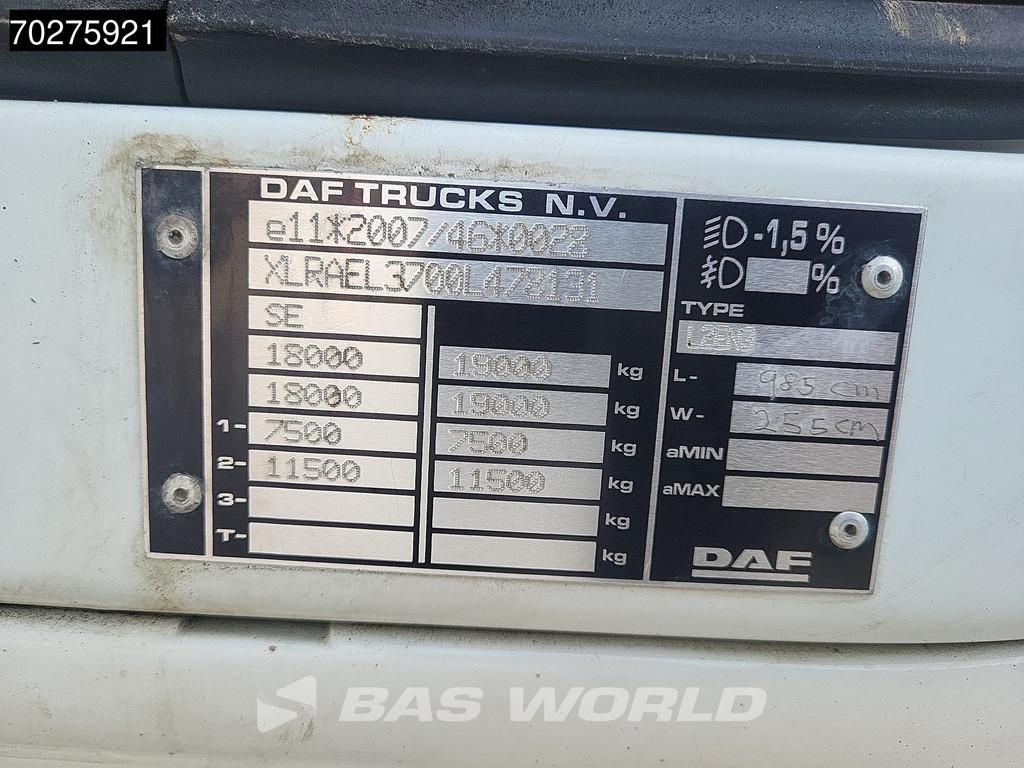 70275921
DAF TRUCKS N.V.
e11*2007/46*0028
XLRAEL3700L478131
SE
18000 19000 kg
18000 19000 kg
1- 7500 7500 kg
2- 11500 11500 kg
3- kg
T- kg
-1,5%
%
TYPE
L- 985 cm
W- 255 cm
aMIN
aMAX
DAF
BAS WORLD